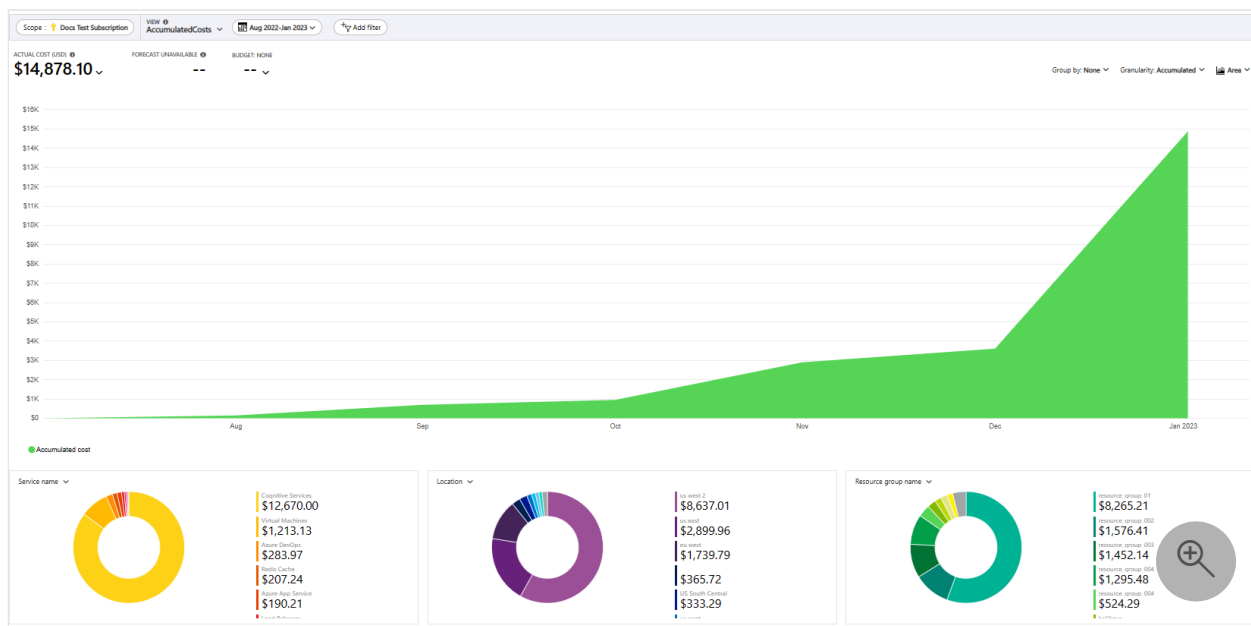 Scope : Docs Test Subscription
VIEW
AccumulatedCosts
Aug 2022-Jan 2023
Add filter
ACTUAL COST (USD)
$14,878.10
FORECAST UNAVAILABLE
--
BUDGET: NONE
--
Group by: None
Granularity: Accumulated
Area
$16K
$15K
$14K
$13K
$12K
$11K
$10K
$9K
$8K
$7K
$6K
$5K
$4K
$3K
$2K
$1K
$0
Aug
Sep
Oct
Nov
Dec
Jan 2023
Accumulated cost
Service name
Cognitive Services
$12,670.00
Virtual Machines
$1,213.13
Azure DevOps
$283.97
Redis Cache
$207.24
Azure App Service
$190.21
Location
us west 2
$8,637.01
us east
$2,899.96
eu west
$1,739.79
$365.72
US South Central
$333.29
Resource group name
resource_group_01
$8,265.21
resource_group_002
$1,576.41
resource_group_003
$1,452.14
resource_group_004
$1,295.48
resource_group_004
$524.29